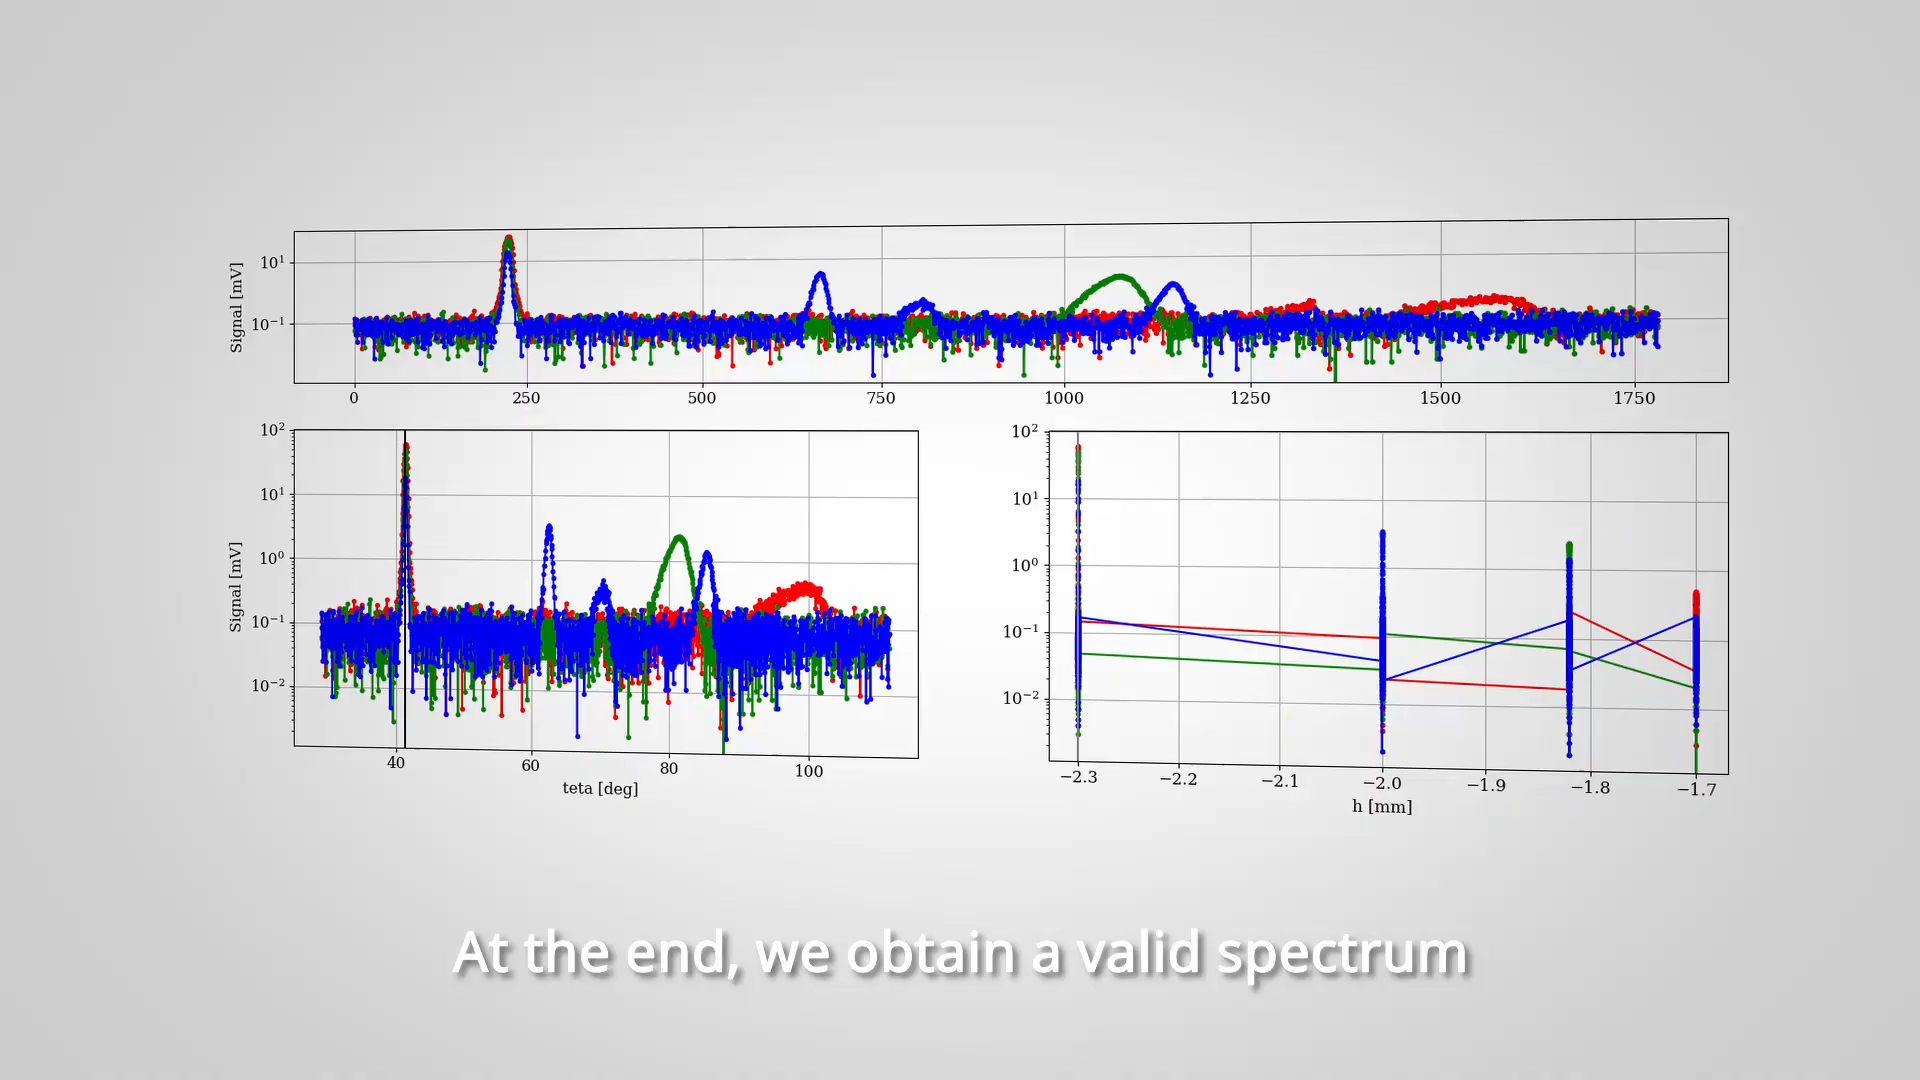 Signal [mV]
10¹
10⁻¹
0 250 500 750 1000 1250 1500 1750
Signal [mV]
10²
10¹
10⁰
10⁻¹
10⁻²
40 60 80 100
teta [deg]
10²
10¹
10⁰
10⁻¹
10⁻²
−2.3 −2.2 −2.1 −2.0 −1.9 −1.8 −1.7
h [mm]
At the end, we obtain a valid spectrum